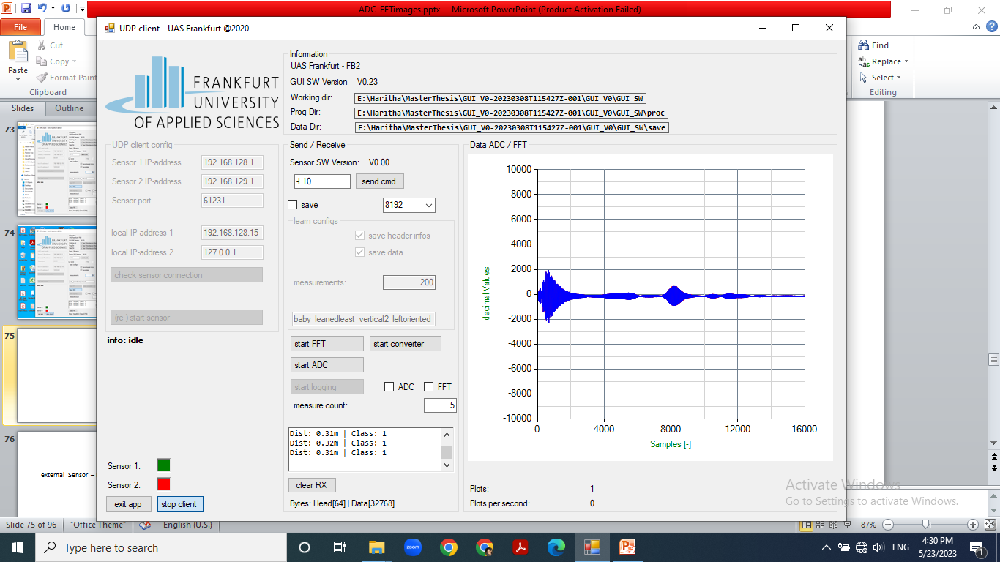 ADC-FFTimages.pptx - Microsoft PowerPoint (Product Activation Failed)
File
Home
Cut
Copy
Format Paint
Paste
Clipboard
Slides
Outline
73
74
75
76
external Sensor –
UDP client - UAS Frankfurt @2020
FRANKFURT
UNIVERSITY
OF APPLIED SCIENCES
Information
UAS Frankfurt - FB2
GUI SW Version V0.23
Working dir: E:\Haritha\MasterThesis\GUI_V0-20230308T115427Z-001\GUI_V0\GUI_SW
Prog Dir: E:\Haritha\MasterThesis\GUI_V0-20230308T115427Z-001\GUI_V0\GUI_SW\proc
Data Dir: E:\Haritha\MasterThesis\GUI_V0-20230308T115427Z-001\GUI_V0\GUI_SW\save
UDP client config
Sensor 1 IP-address 192.168.128.1
Sensor 2 IP-address 192.168.129.1
Sensor port 61231
local IP-address 1 192.168.128.15
local IP-address 2 127.0.0.1
check sensor connection
(re-) start sensor
info: idle
Sensor 1:
Sensor 2:
exit app
stop client
Send / Receive
Sensor SW Version: V0.00
-i 10
send cmd
save
8192
learn configs
save header infos
save data
measurements: 200
baby_leanedleast_vertical2_leftoriented
start FFT
start converter
start ADC
start logging
ADC
FFT
measure count: 5
Dist: 0.31m | Class: 1
Dist: 0.32m | Class: 1
Dist: 0.31m | Class: 1
clear RX
Bytes: Head[64] | Data[32768]
Data ADC / FFT
10000
8000
6000
4000
2000
0
-2000
-4000
-6000
-8000
-10000
decimal Values
0 4000 8000 12000 16000
Samples [-]
Plots: 1
Plots per second: 0
Find
Replace
Select
Editing
Activate Windows
Go to Settings to activate Windows.
Slide 75 of 96
"Office Theme"
English (U.S.)
87%
Type here to search
zoom
ENG
4:30 PM
5/23/2023
1